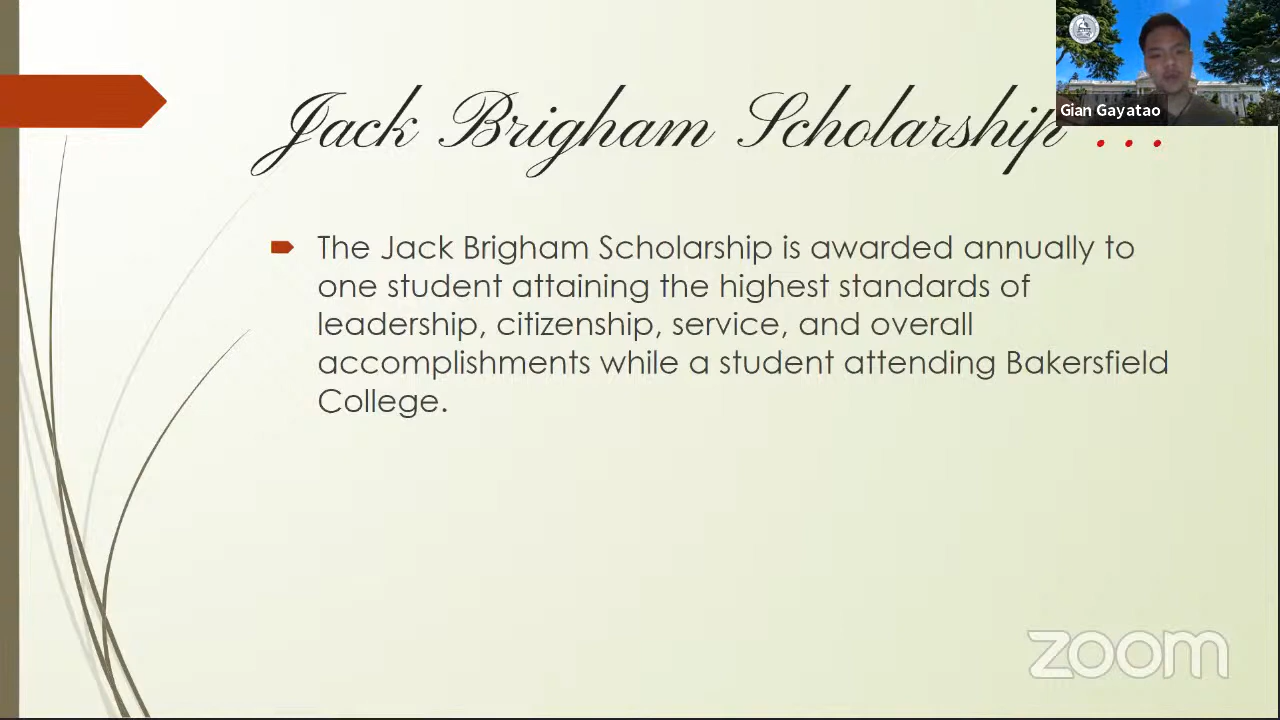 Gian Gayatao
Jack Brigham Scholarship ...
The Jack Brigham Scholarship is awarded annually to
one student attaining the highest standards of
leadership, citizenship, service, and overall
accomplishments while a student attending Bakersfield
College.
zoom